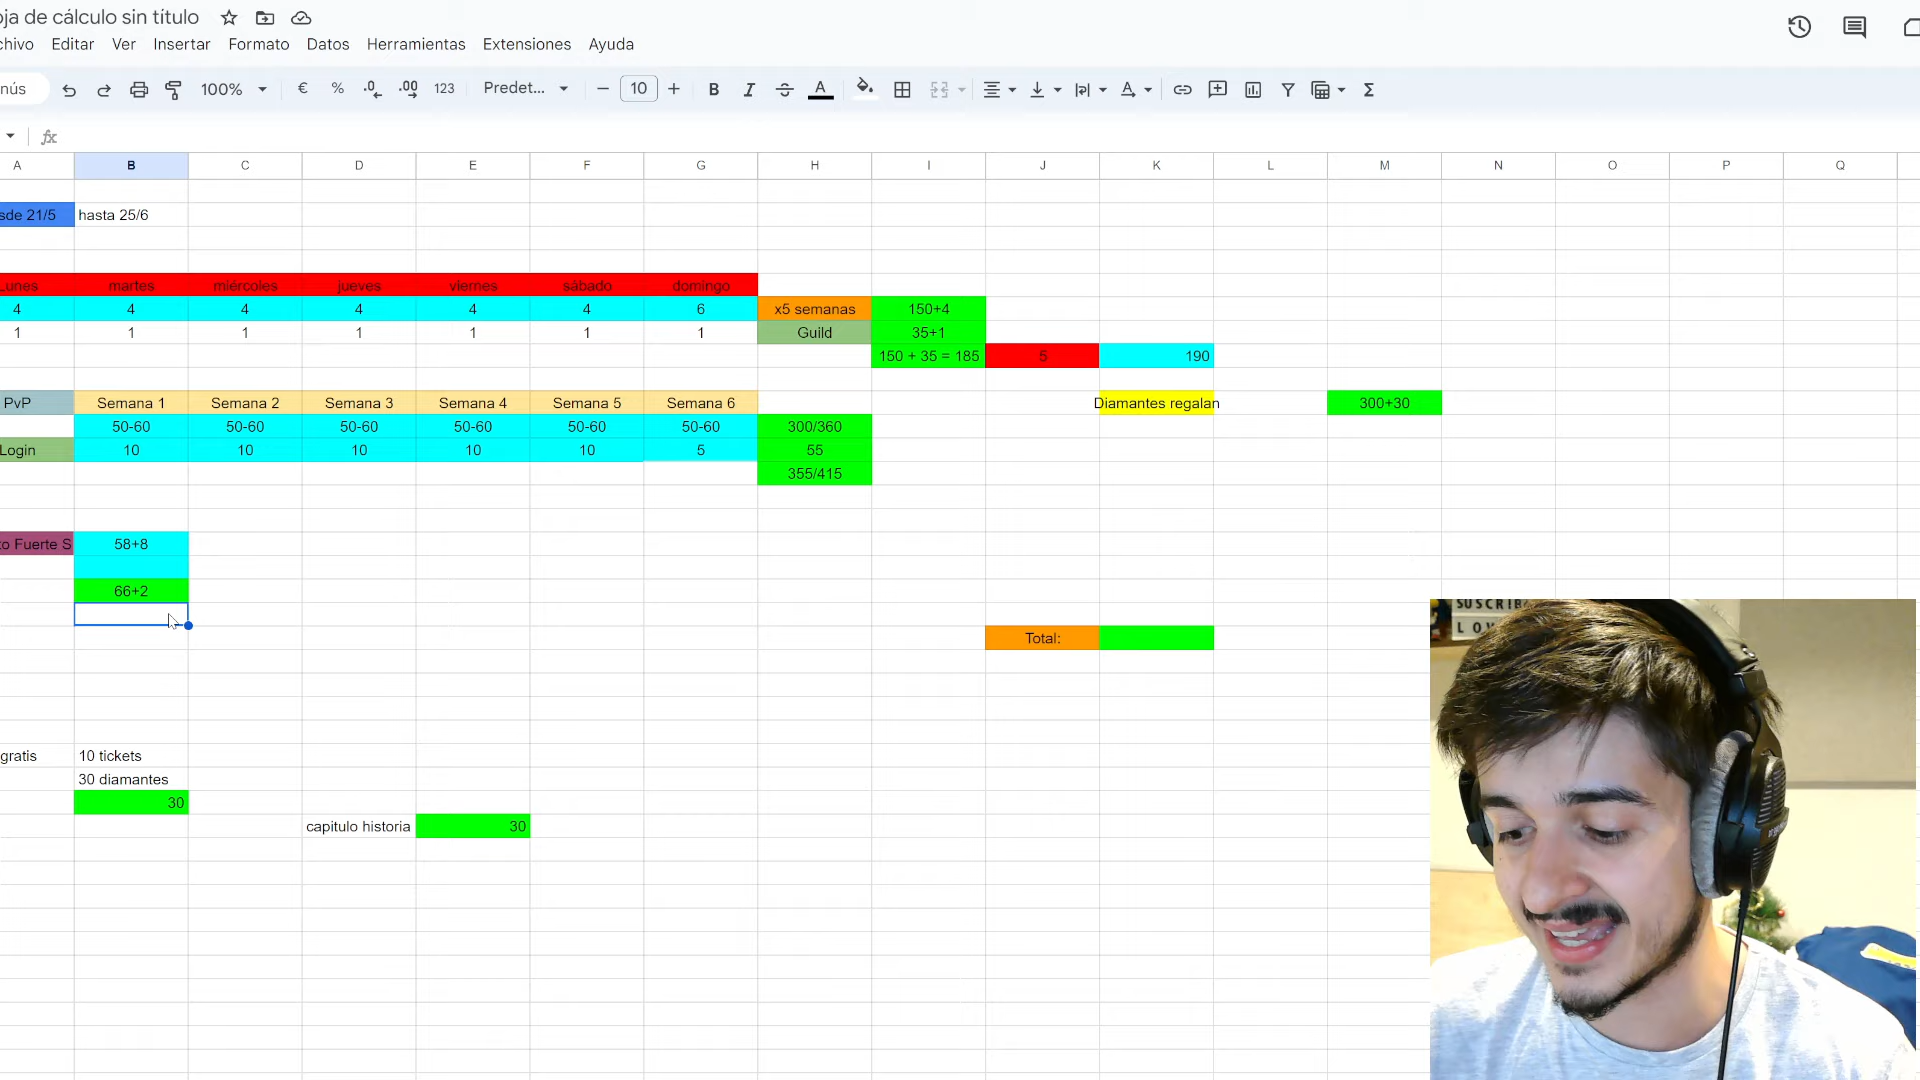 ja de cálculo sin título
chivo Editar Ver Insertar Formato Datos Herramientas Extensiones Ayuda
nús 100% € % .0 .00 123 Predet... 10 B I A Σ
fx
A B C D E F G H I J K L M N O P Q
sde 21/5 hasta 25/6
Lunes martes miércoles jueves viernes sábado domingo
4 4 4 4 4 4 6 x5 semanas 150+4
1 1 1 1 1 1 1 Guild 35+1
150 + 35 = 185 5 190
PvP Semana 1 Semana 2 Semana 3 Semana 4 Semana 5 Semana 6 Diamantes regalan 300+30
50-60 50-60 50-60 50-60 50-60 50-60 300/360
Login 10 10 10 10 10 5 55
355/415
to Fuerte S 58+8
66+2
Total:
gratis 10 tickets
30 diamantes
30
capitulo historia 30
SUSCRIB
LOV